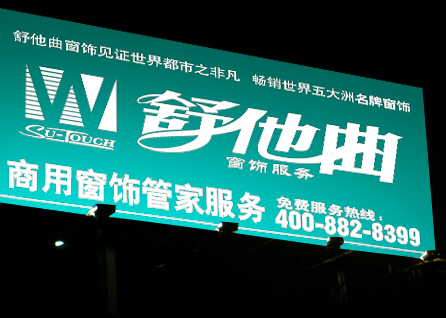 舒他曲窗饰见证世界都市之非凡 畅销世界五大洲名牌窗饰
W
SU-TOUCH
舒他曲
窗饰服务
商用窗饰管家服务
免费服务热线：
400-882-8399